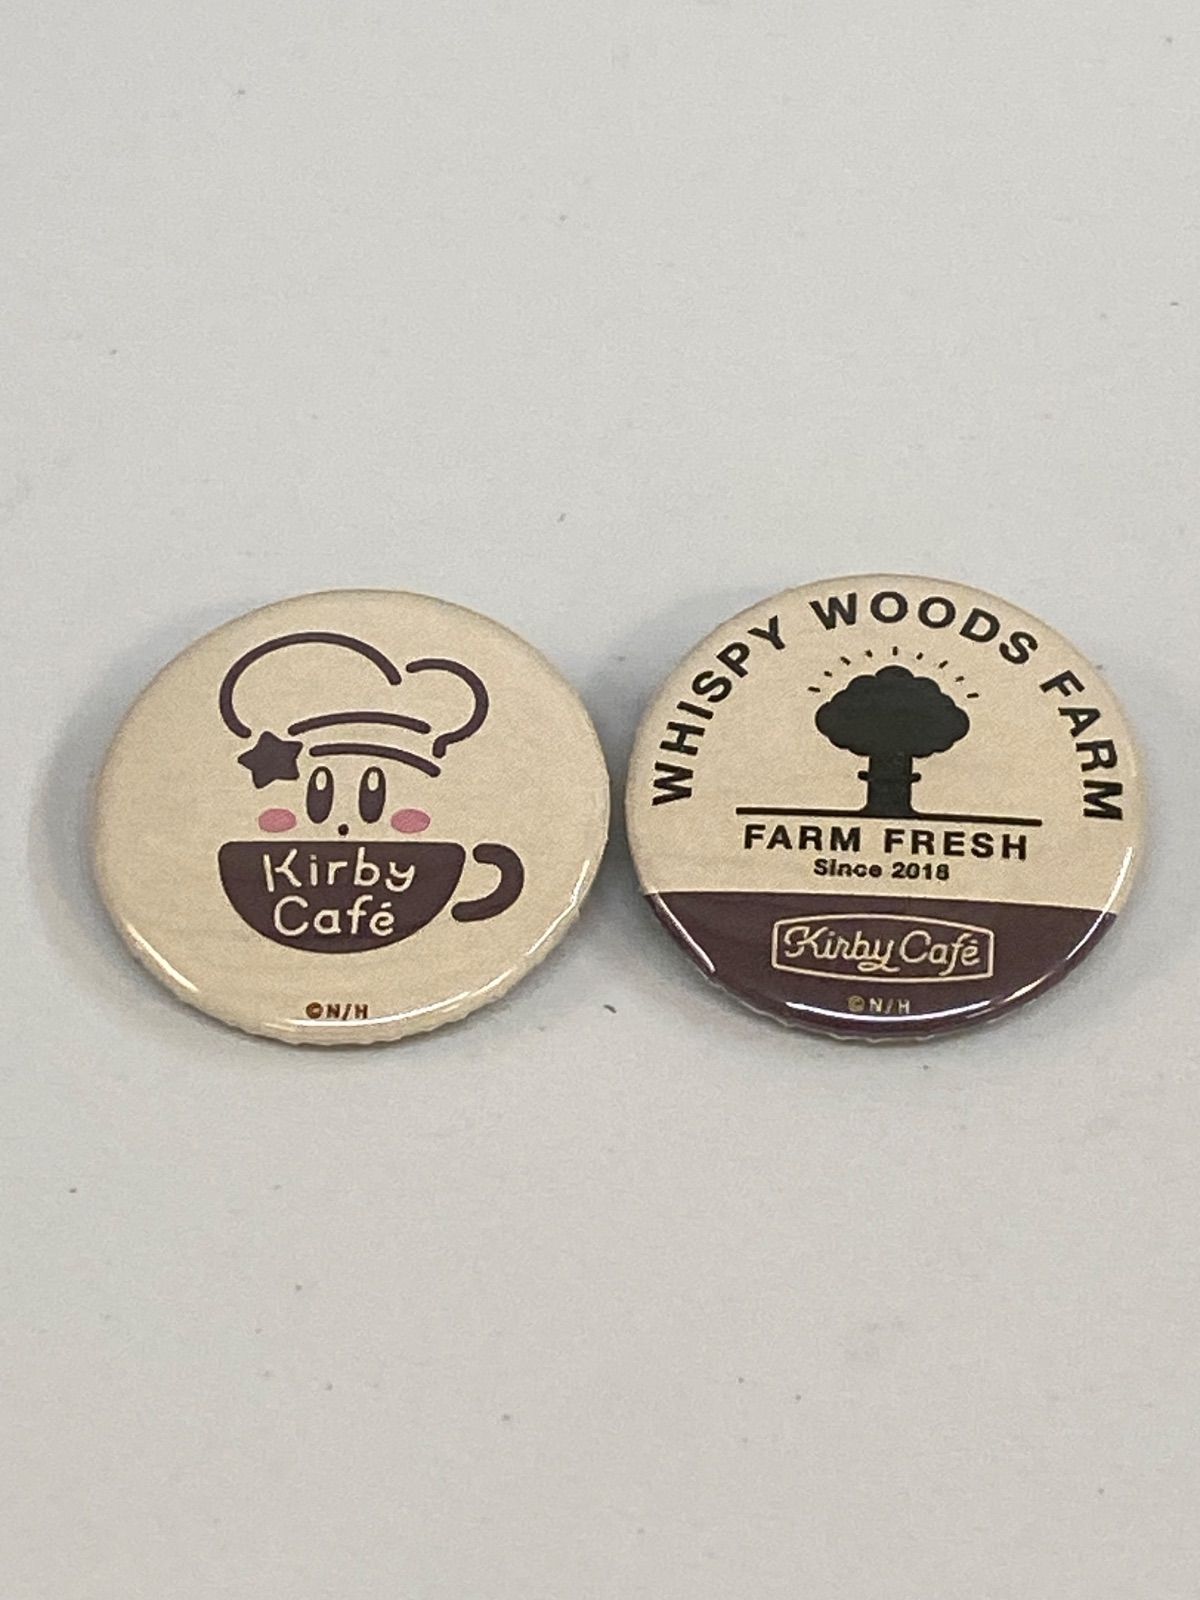 Kirby
Café
©N/H
WHISPY WOODS FARM
FARM FRESH
Since 2018
Kirby Café
©N/H